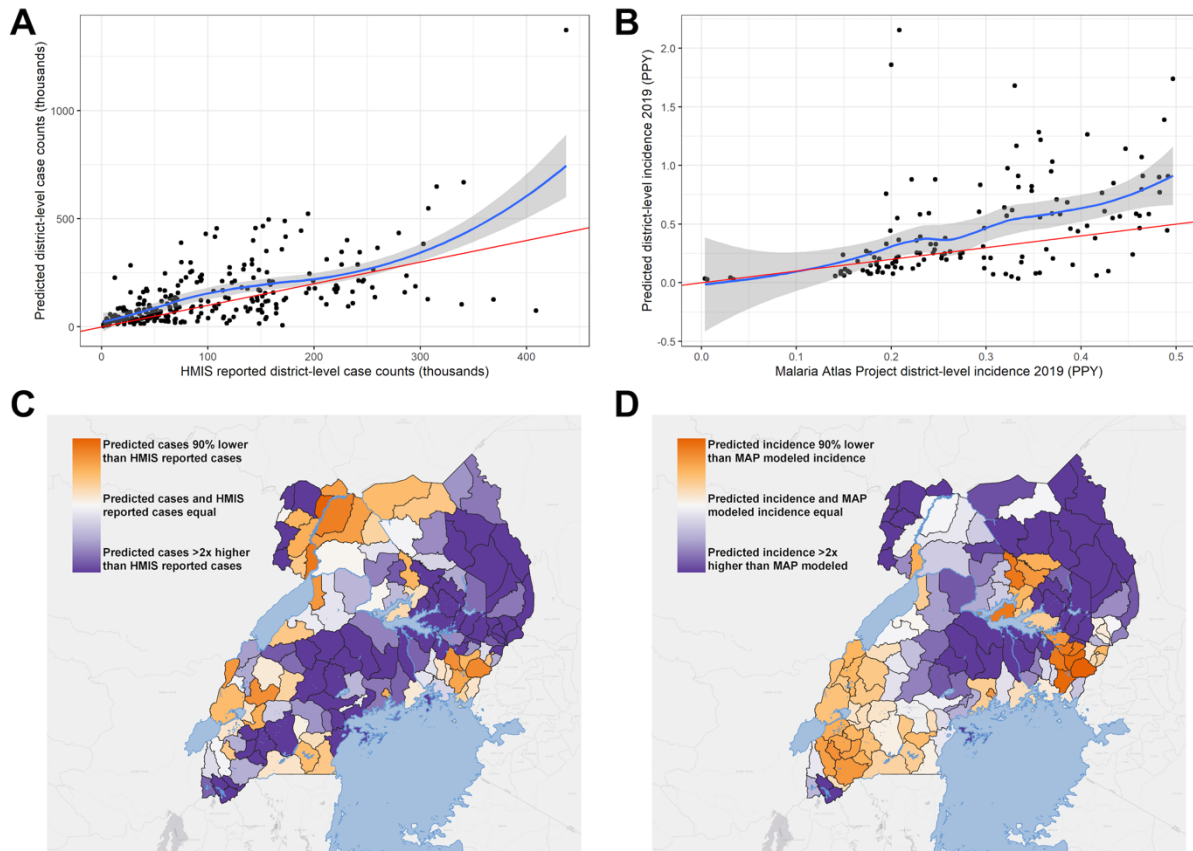 A
Predicted district-level case counts (thousands)
1000
500
0
0
100
200
300
400
HMIS reported district-level case counts (thousands)
B
Predicted district-level incidence 2019 (PPY)
2.0
1.5
1.0
0.5
0.0
-0.5
0.0
0.1
0.2
0.3
0.4
0.5
Malaria Atlas Project district-level incidence 2019 (PPY)
C
Predicted cases 90% lower
than HMIS reported cases
Predicted cases and HMIS
reported cases equal
Predicted cases >2x higher
than HMIS reported cases
D
Predicted incidence 90% lower
than MAP modeled incidence
Predicted incidence and MAP
modeled incidence equal
Predicted incidence >2x
higher than MAP modeled